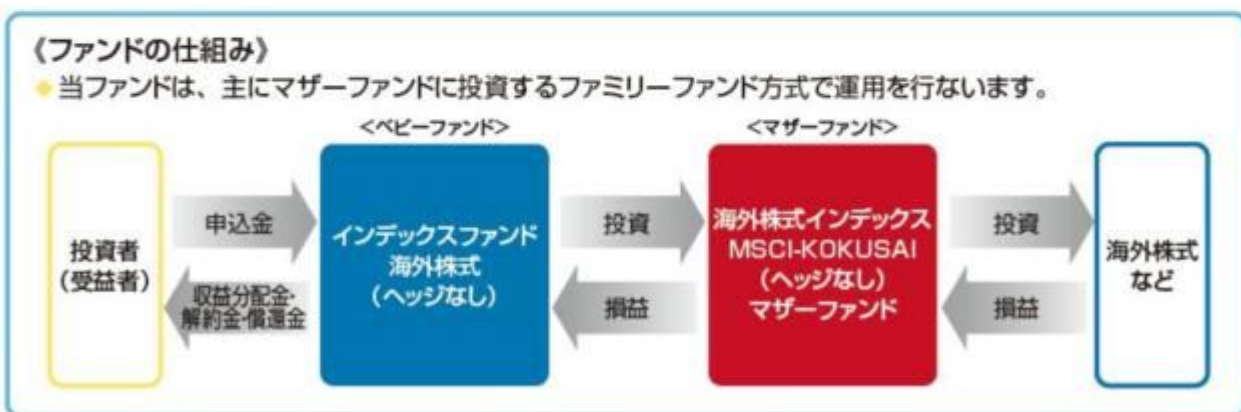 《ファンドの仕組み》
◆当ファンドは、主にマザーファンドに投資するファミリーファンド方式で運用を行ないます。
<ベビーファンド>
<マザーファンド>
投資者
(受益者)
申込金
収益分配金・
解約金・償還金
インデックスファンド
海外株式
(ヘッジなし)
投資
損益
海外株式インデックス
MSCI-KOKUSAI
(ヘッジなし)
マザーファンド
投資
損益
海外株式
など